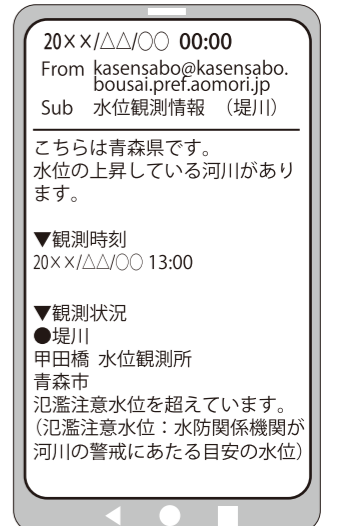 20××/△△/○○ 00:00
From kasensabo@kasensabo.
bousai.pref.aomori.jp
Sub 水位観測情報 （堤川）
こちらは青森県です。
水位の上昇している河川があり
ます。
▼観測時刻
20××/△△/○○ 13:00
▼観測状況
●堤川
甲田橋 水位観測所
青森市
氾濫注意水位を超えています。
（氾濫注意水位：水防関係機関が
河川の警戒にあたる目安の水位）